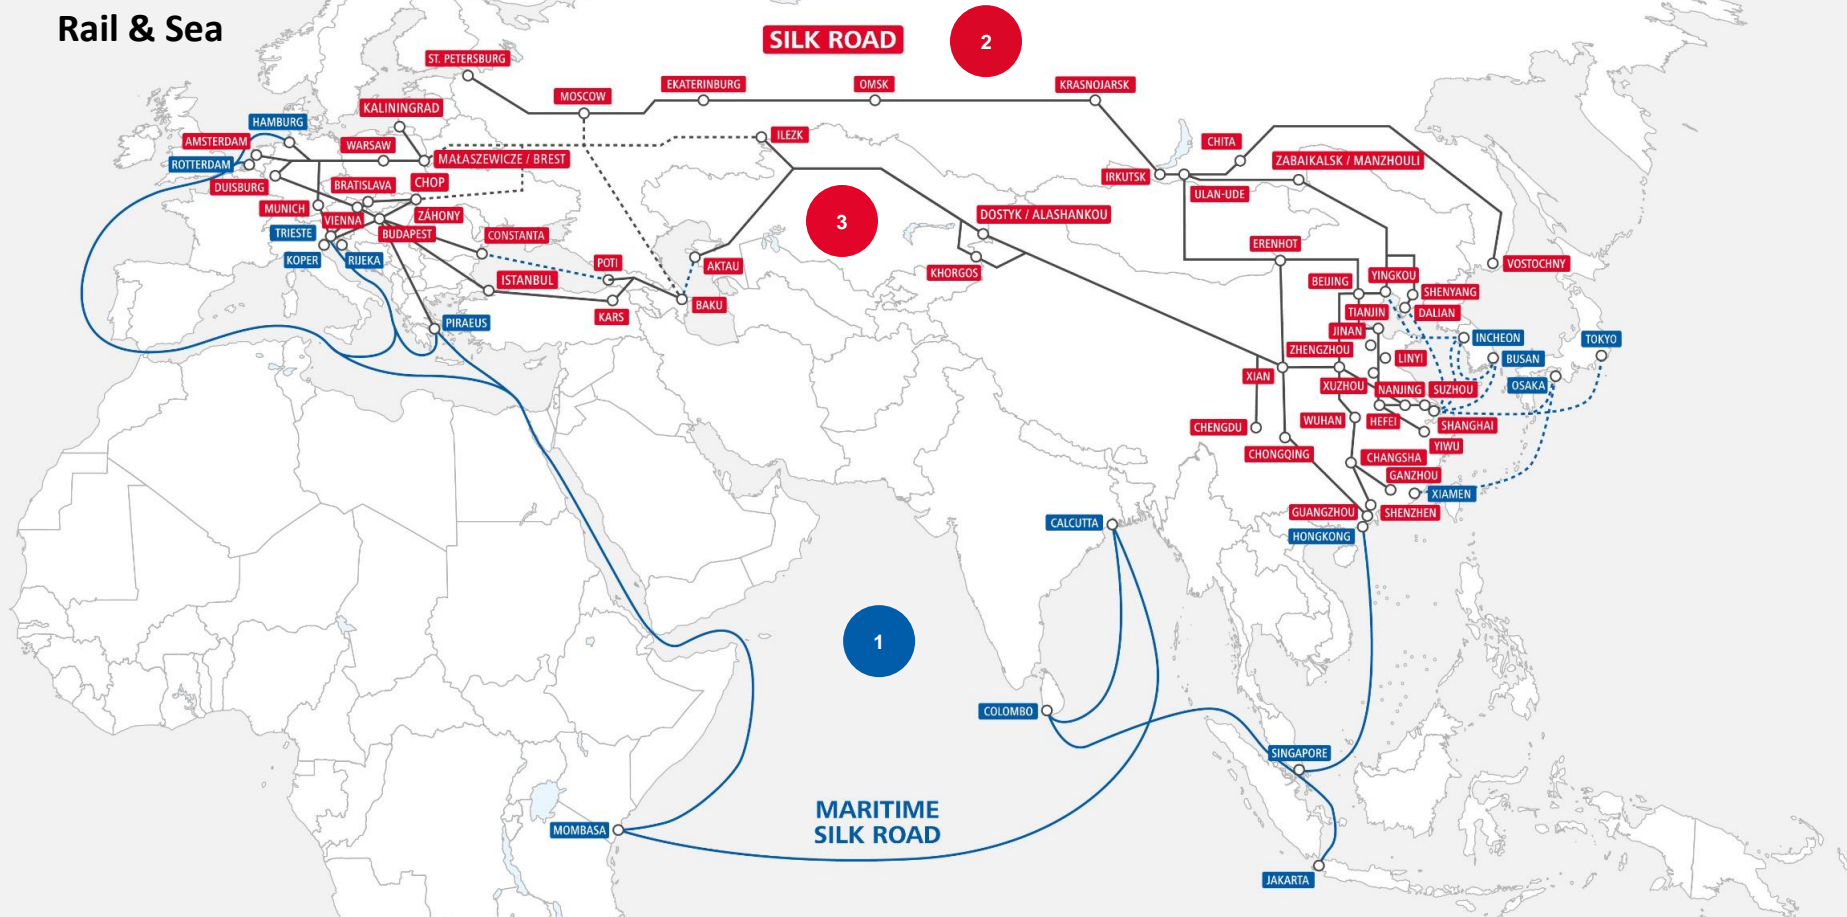 Rail & Sea
SILK ROAD
2
ST. PETERSBURG
MOSCOW
EKATERINBURG
OMSK
KRASNOJARSK
KALININGRAD
HAMBURG
AMSTERDAM
WARSAW
ILEZK
CHITA
ROTTERDAM
MAŁASZEWICZE / BREST
ZABAIKALSK / MANZHOULI
DUISBURG
BRATISLAVA
CHOP
IRKUTSK
ULAN-UDE
MUNICH
VIENNA
ZÁHONY
3
DOSTYK / ALASHANKOU
TRIESTE
BUDAPEST
CONSTANTA
ERENHOT
KOPER
RIJEKA
POTI
AKTAU
KHORGOS
VOSTOCHNY
ISTANBUL
BEIJING
YINGKOU
SHENYANG
KARS
BAKU
TIANJIN
DALIAN
PIRAEUS
JINAN
INCHEON
TOKYO
ZHENGZHOU
LINYI
BUSAN
XIAN
XUZHOU
NANJING
SUZHOU
OSAKA
CHENGDU
WUHAN
HEFEI
SHANGHAI
YIWU
CHONGQING
CHANGSHA
GANZHOU
XIAMEN
CALCUTTA
GUANGZHOU
SHENZHEN
HONGKONG
1
COLOMBO
SINGAPORE
MARITIME
SILK ROAD
MOMBASA
JAKARTA